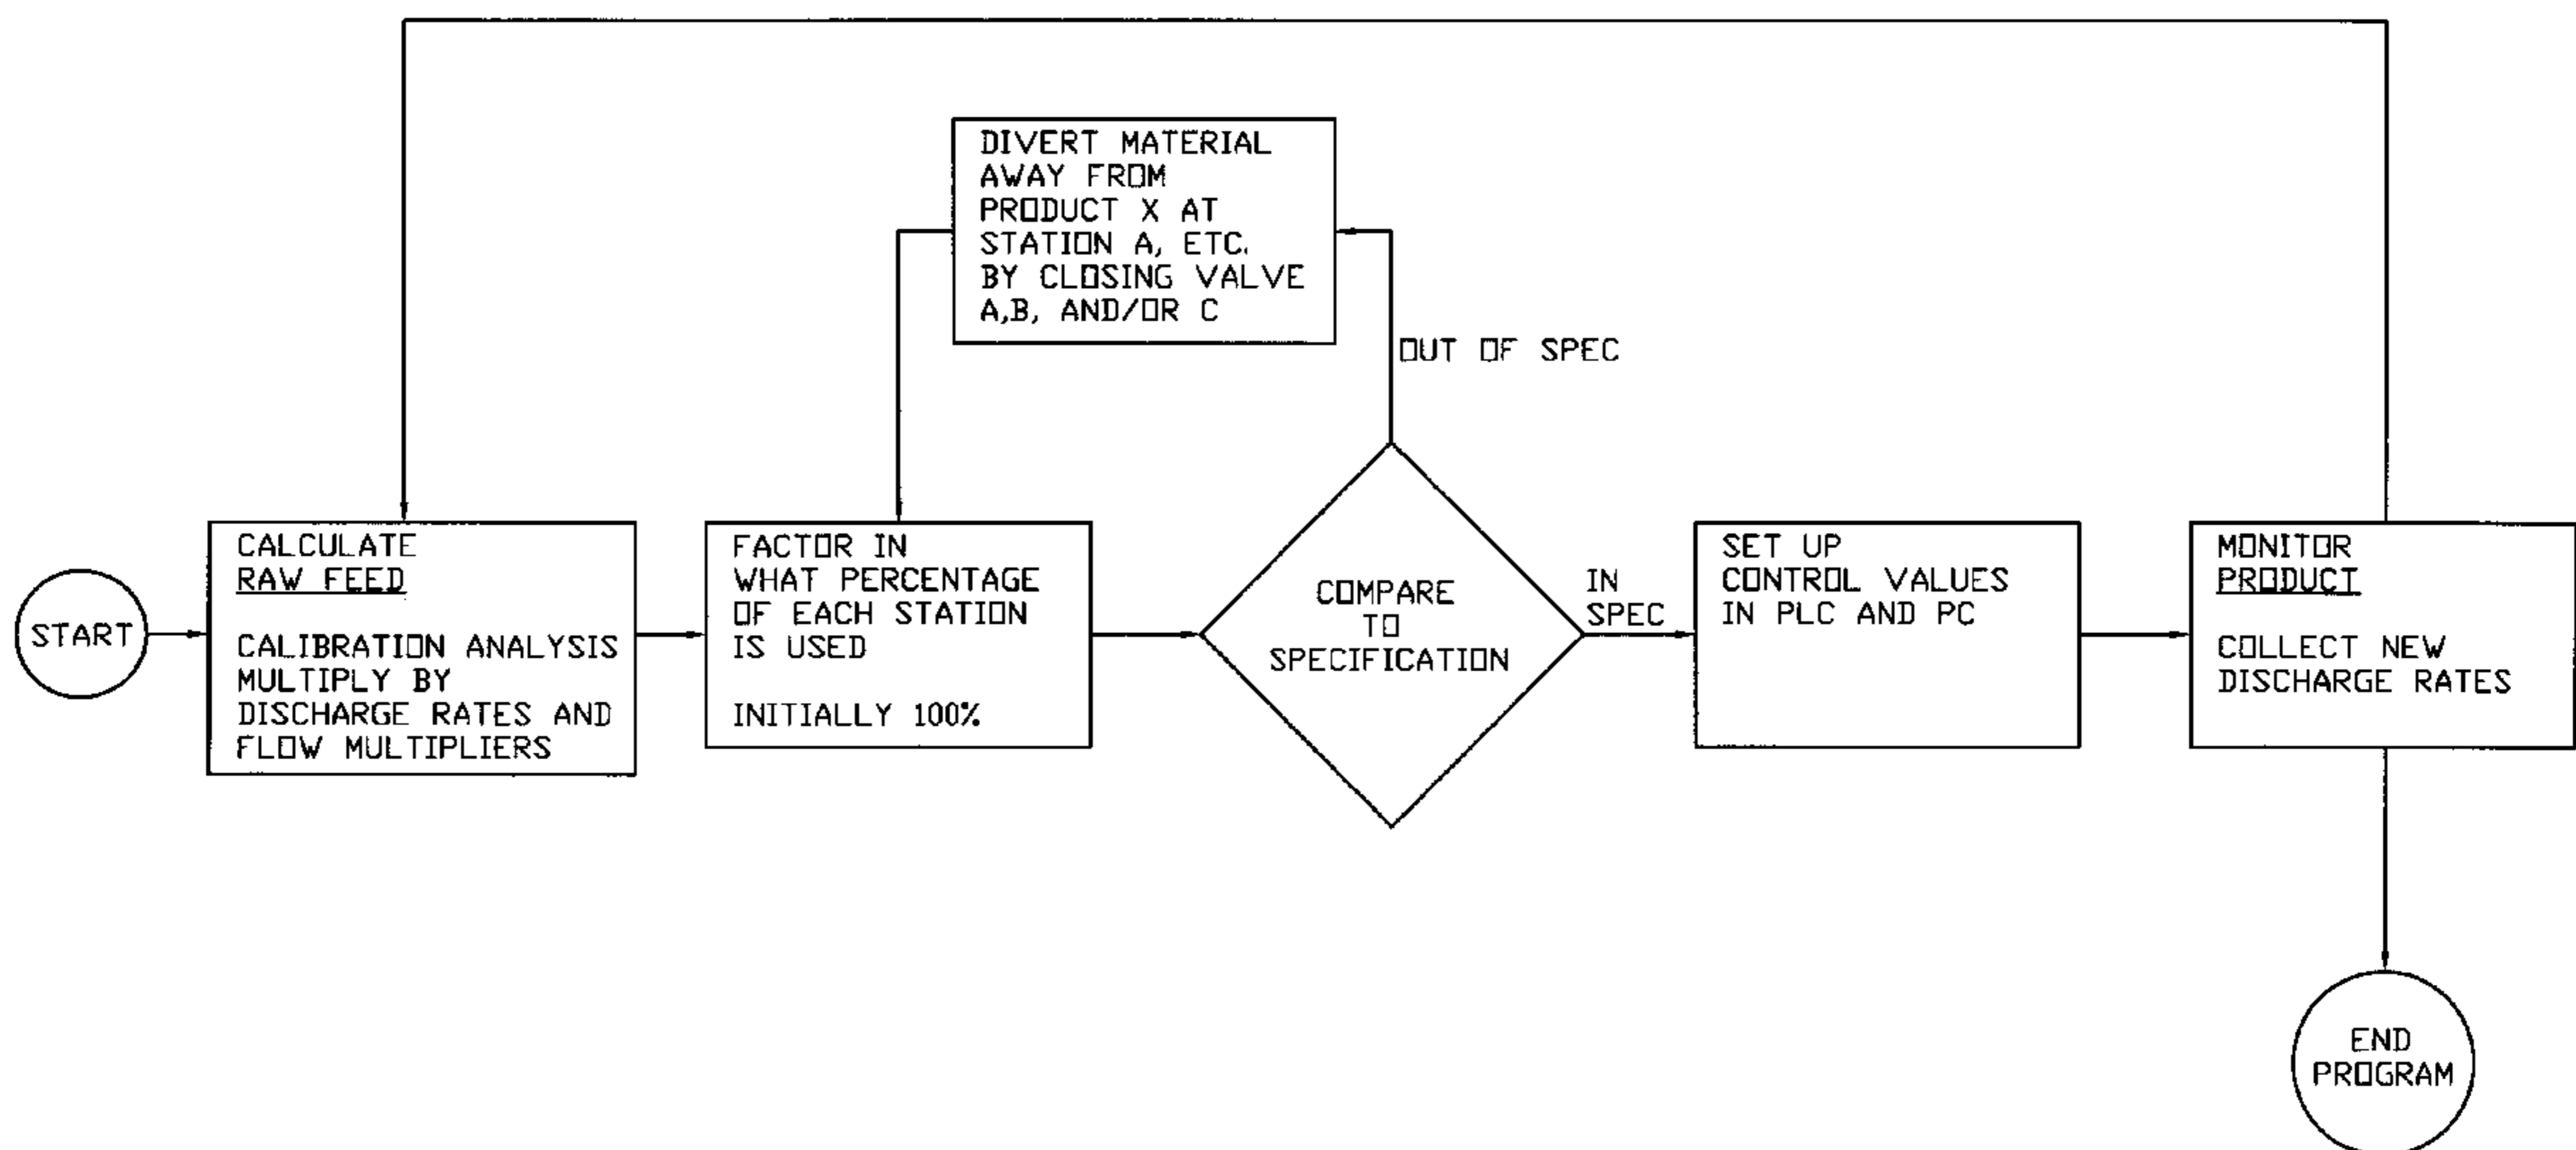 START
CALCULATE
RAW FEED
CALIBRATION ANALYSIS
MULTIPLY BY
DISCHARGE RATES AND
FLOW MULTIPLIERS
FACTOR IN
WHAT PERCENTAGE
OF EACH STATION
IS USED
INITIALLY 100%
DIVERT MATERIAL
AWAY FROM
PRODUCT X AT
STATION A, ETC.
BY CLOSING VALVE
A,B, AND/OR C
OUT OF SPEC
COMPARE
TO
SPECIFICATION
IN
SPEC
SET UP
CONTROL VALUES
IN PLC AND PC
MONITOR
PRODUCT
COLLECT NEW
DISCHARGE RATES
END
PROGRAM